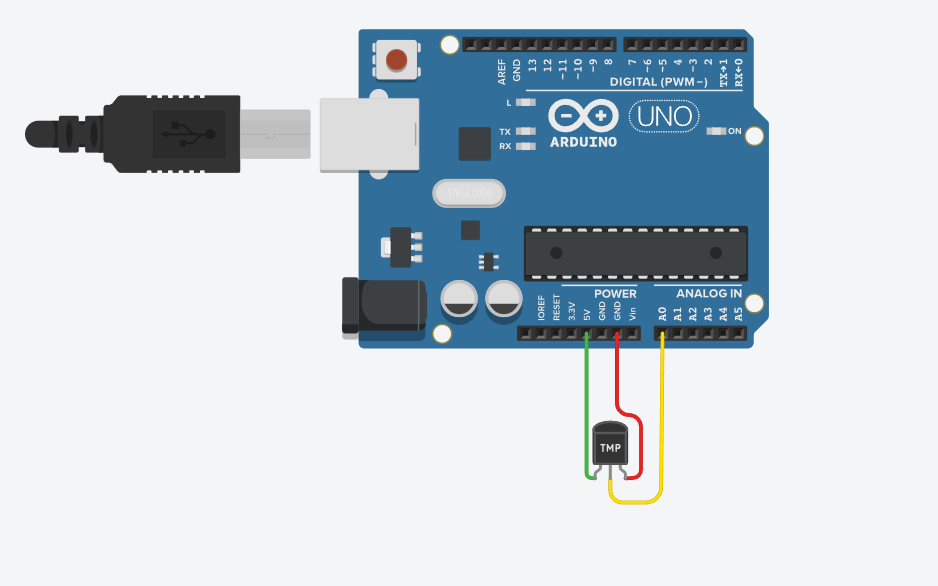 AREF
GND
13
12
~11
~10
~9
8
7
~6
~5
4
~3
2
TX→1
RX←0
DIGITAL (PWM~)
L
TX
RX
UNO
ON
ARDUINO
POWER
ANALOG IN
IOREF
RESET
3.3V
5V
GND
GND
Vin
A0
A1
A2
A3
A4
A5
TMP